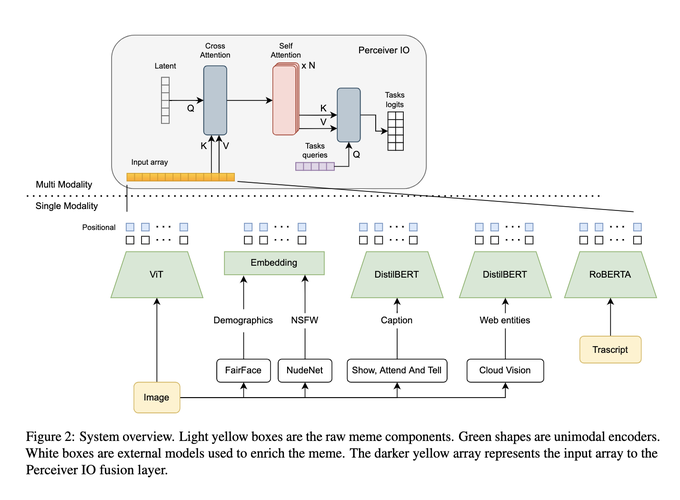 Perceiver IO
Cross
Attention
Self
Attention
x N
Latent
Q
K
V
K
V
Tasks
logits
Tasks
queries
Q
Input array
Multi Modality
Single Modality
Positional
ViT
Embedding
DistilBERT
DistilBERT
RoBERTA
Demographics
NSFW
Caption
Web entities
Trascript
FairFace
NudeNet
Show, Attend And Tell
Cloud Vision
Image
Figure 2: System overview. Light yellow boxes are the raw meme components. Green shapes are unimodal encoders.
White boxes are external models used to enrich the meme. The darker yellow array represents the input array to the
Perceiver IO fusion layer.